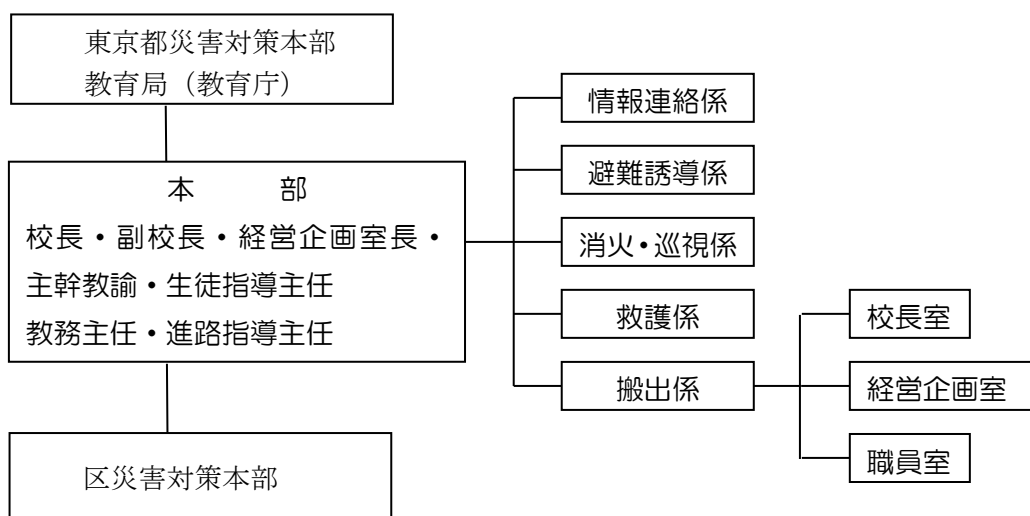 東京都災害対策本部
教育局（教育庁）
本　　部
校長・副校長・経営企画室長・
主幹教諭・生徒指導主任
教務主任・進路指導主任
区災害対策本部
情報連絡係
避難誘導係
消火・巡視係
救護係
搬出係
校長室
経営企画室
職員室